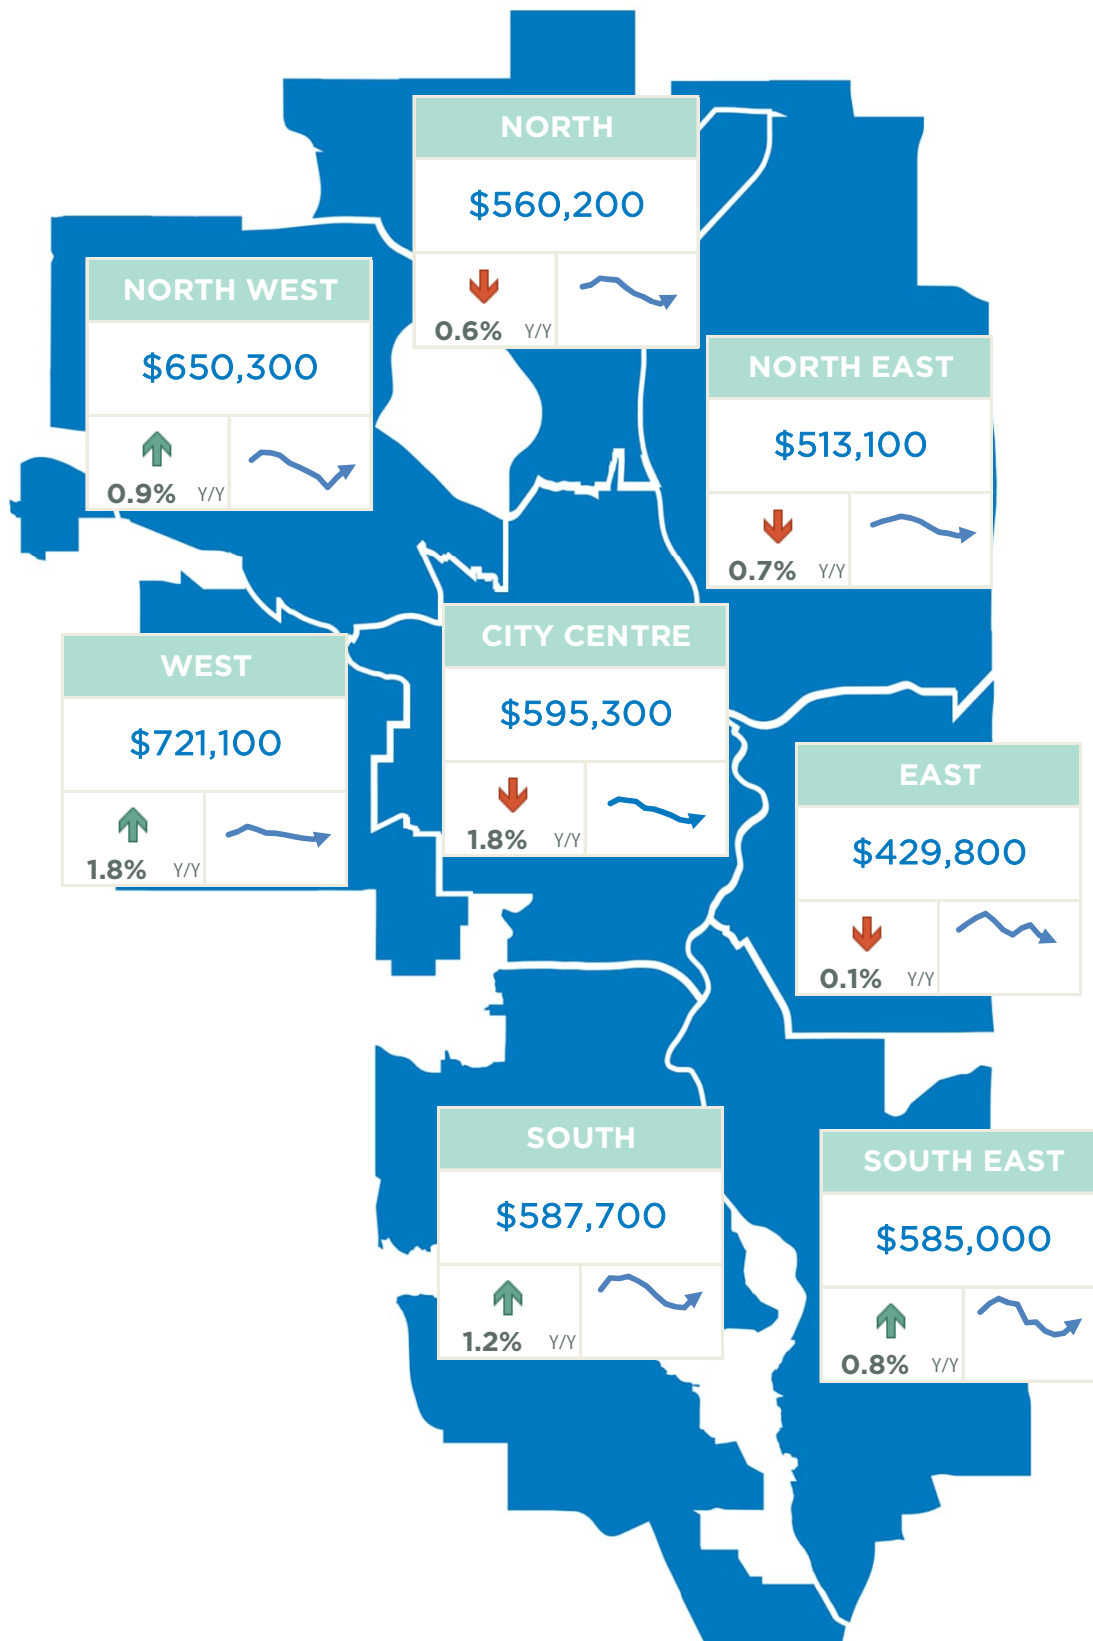 NORTH
$560,200
0.6% Y/Y
NORTH WEST
$650,300
0.9% Y/Y
NORTH EAST
$513,100
0.7% Y/Y
CITY CENTRE
$595,300
1.8% Y/Y
WEST
$721,100
1.8% Y/Y
EAST
$429,800
0.1% Y/Y
SOUTH
$587,700
1.2% Y/Y
SOUTH EAST
$585,000
0.8% Y/Y